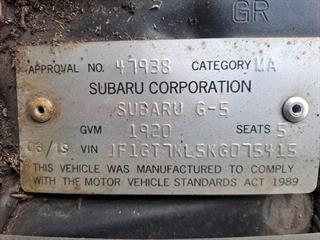 GR
APPROVAL NO. 47938 CATEGORY MA
SUBARU CORPORATION
SUBARU G-5
GVM 1920 SEATS 5
08/19 VIN JF1GT7KL5KG075415
THIS VEHICLE WAS MANUFACTURED TO COMPLY
WITH THE MOTOR VEHICLE STANDARDS ACT 1989